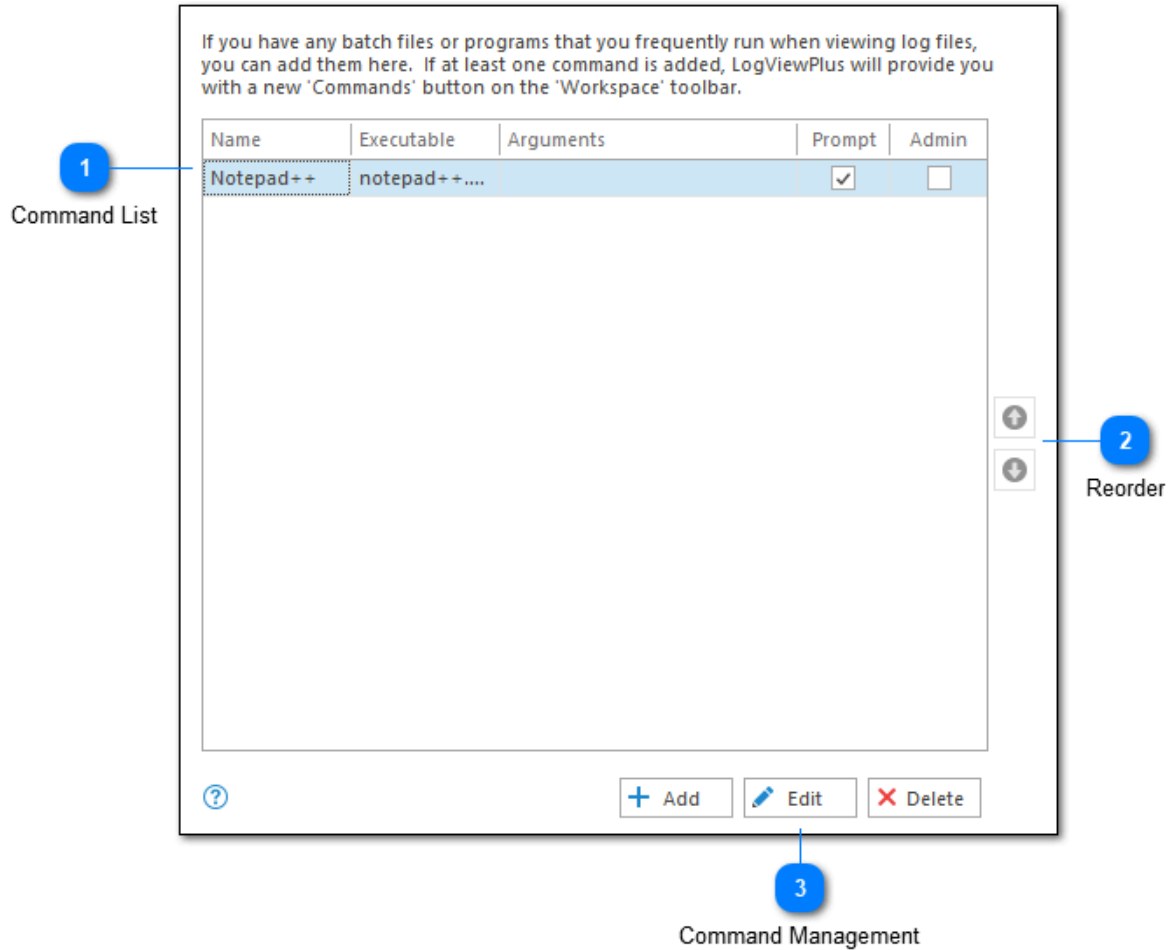 If you have any batch files or programs that you frequently run when viewing log files,
you can add them here.  If at least one command is added, LogViewPlus will provide you
with a new 'Commands' button on the 'Workspace' toolbar.
Name Executable Arguments Prompt Admin
1
Notepad++ notepad++....
Command List
2
Reorder
? + Add Edit Delete
3
Command Management